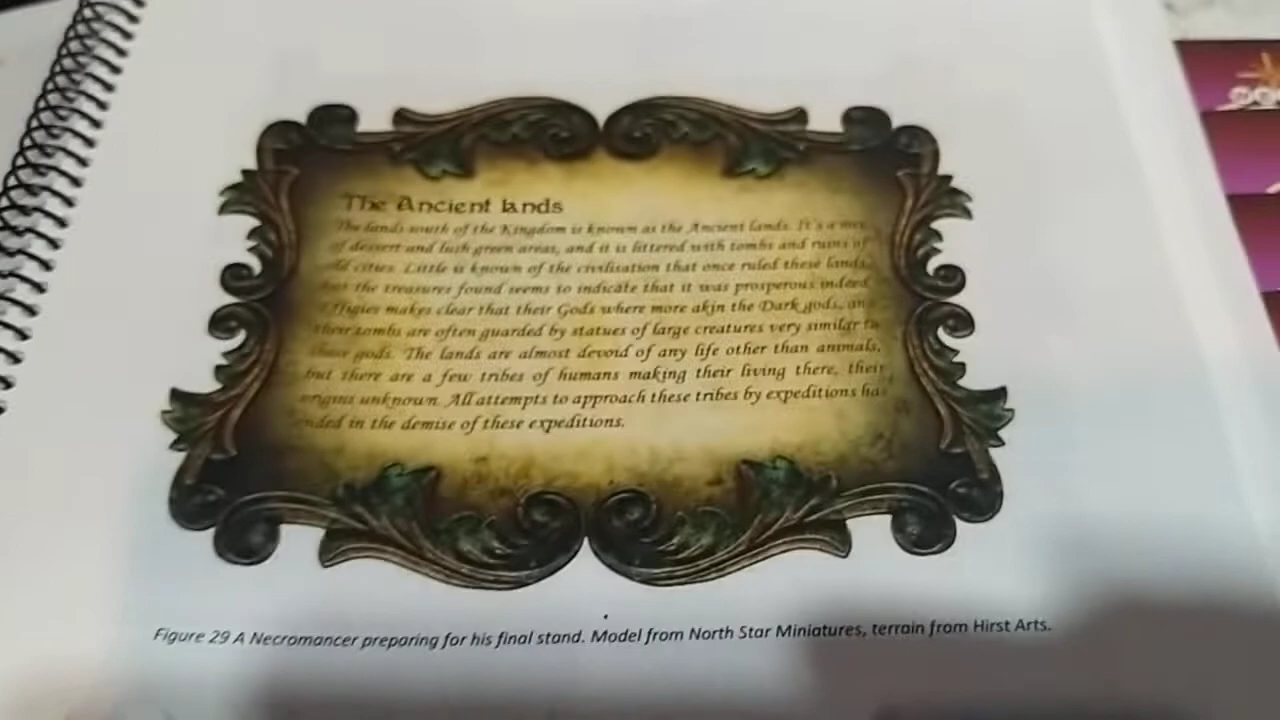 The Ancient lands
The lands south of the Kingdom is known as the Ancient lands. It's a
of dessert and lush green areas, and it is littered with tombs and ruins of
old cities. Little is known of the civilisation that once ruled these lands,
but the treasures found seems to indicate that it was prosperous indeed.
Effigies makes clear that their Gods where more akin the Dark gods, and
their tombs are often guarded by statues of large creatures very similar to
these gods. The lands are almost devoid of any life other than animals,
but there are a few tribes of humans making their living there, their
origins unknown. All attempts to approach these tribes by expeditions
ended in the demise of these expeditions.
Figure 29 A Necromancer preparing for his final stand. Model from North Star Miniatures, terrain from Hirst Arts.